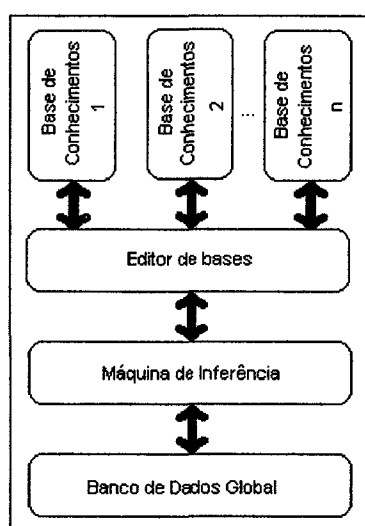 Base de
Conhecimentos
1
Base de
Conhecimentos
2
...
Base de
Conhecimentos
n
Editor de bases
Máquina de Inferência
Banco de Dados Global